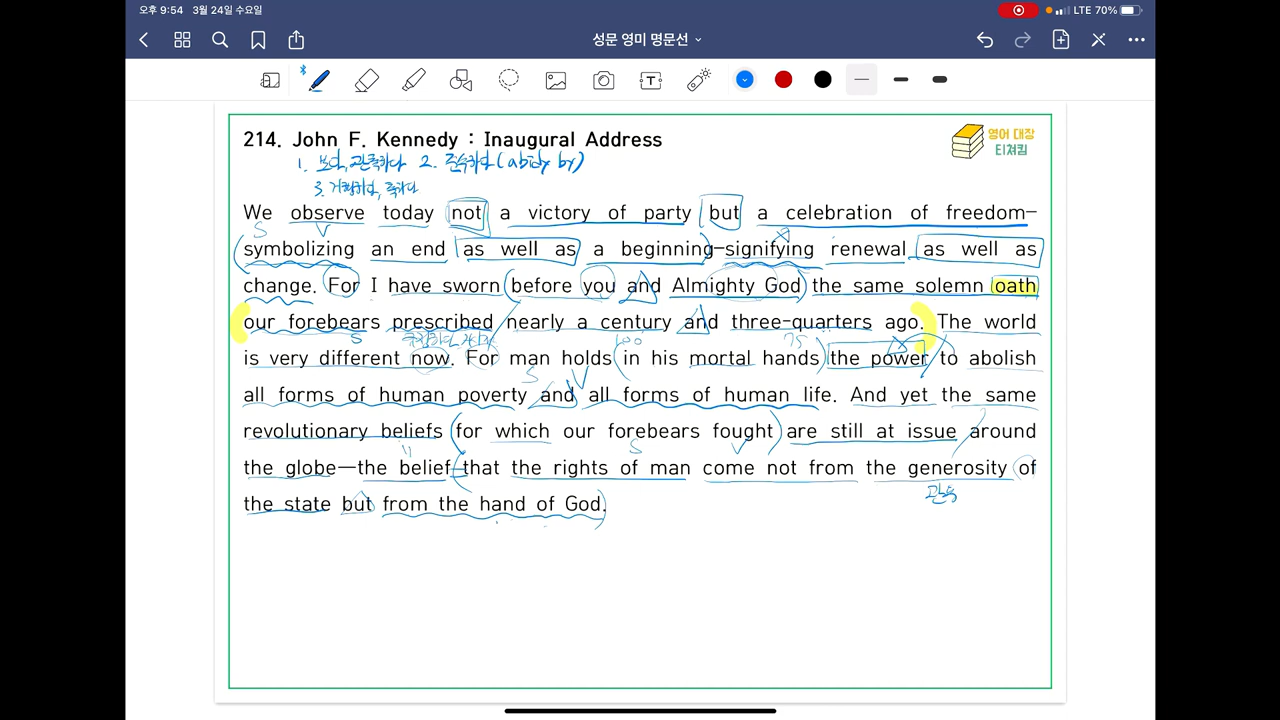 오후 9:54 3월 24일 수요일
LTE 70%
성문 영미 명문선
214. John F. Kennedy : Inaugural Address
영어 대장
티쳐킴
1. 보다, 관측하다 2. 준수하다 (abide by)
3. 거행하다, 축하다
We observe today not a victory of party but a celebration of freedom—
S V
symbolizing an end as well as a beginning—signifying renewal as well as
change. For I have sworn before you and Almighty God the same solemn oath
our forebears prescribed nearly a century and three-quarters ago. The world
S 100 75
is very different now. For man holds in his mortal hands the power to abolish
S V
all forms of human poverty and all forms of human life. And yet the same
revolutionary beliefs for which our forebears fought are still at issue around
S V
the globe—the belief that the rights of man come not from the generosity of
관용
the state but from the hand of God.